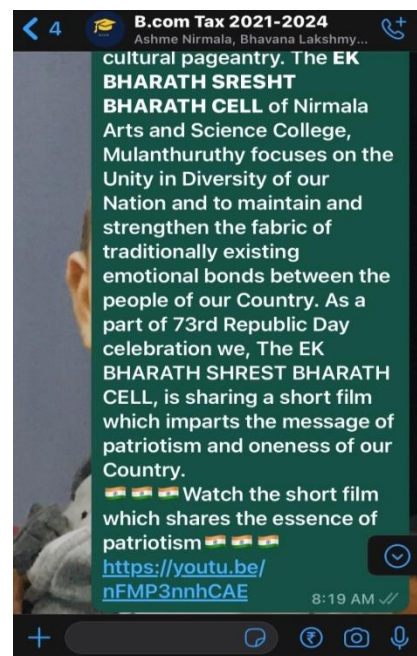 4
B.com Tax 2021-2024
Ashme Nirmala, Bhavana Lakshmy...
cultural pageantry. The EK
BHARATH SRESHT
BHARATH CELL of Nirmala
Arts and Science College,
Mulanthuruthy focuses on the
Unity in Diversity of our
Nation and to maintain and
strengthen the fabric of
traditionally existing
emotional bonds between the
people of our Country. As a
part of 73rd Republic Day
celebration we, The EK
BHARATH SHREST BHARATH
CELL, is sharing a short film
which imparts the message of
patriotism and oneness of our
Country.
🇮🇳🇮🇳🇮🇳Watch the short film
which shares the essence of
patriotism🇮🇳🇮🇳🇮🇳
https://youtu.be/
nFMP3nnhCAE
8:19 AM